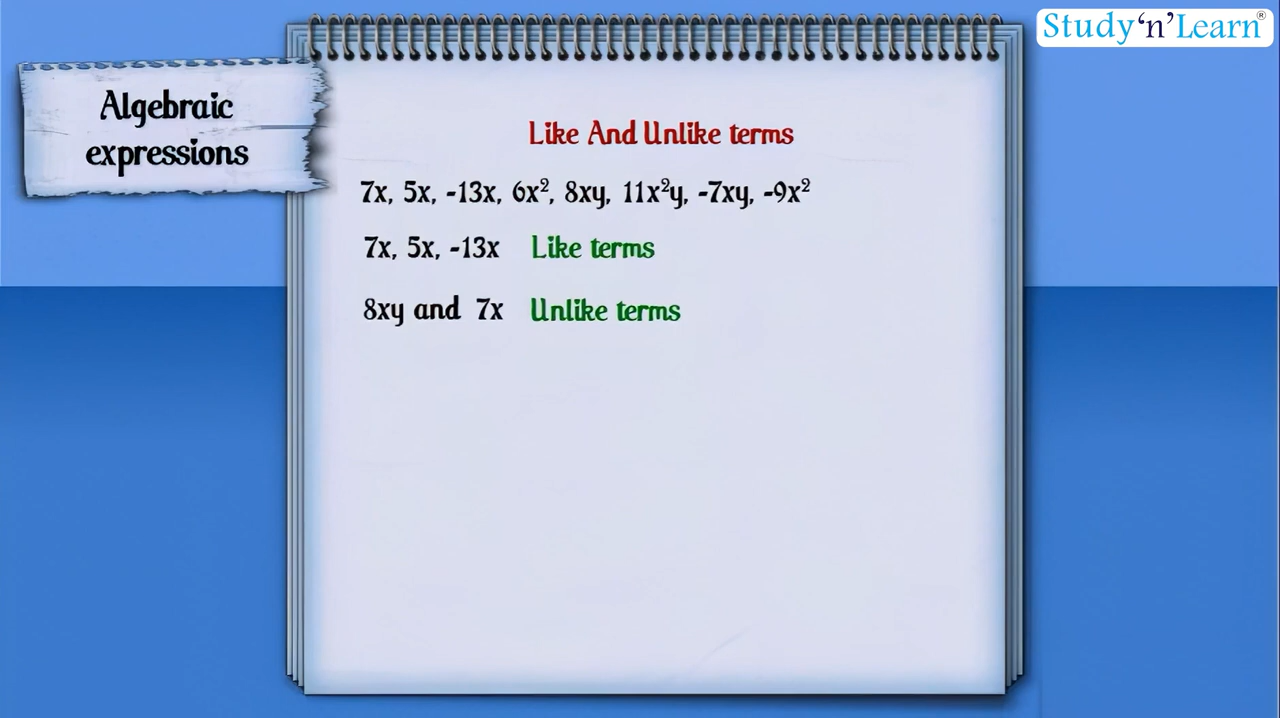 Study‘n’Learn®
Algebraic
expressions
Like And Unlike terms
7x, 5x, -13x, 6x², 8xy, 11x²y, -7xy, -9x²
7x, 5x, -13x Like terms
8xy and 7x Unlike terms